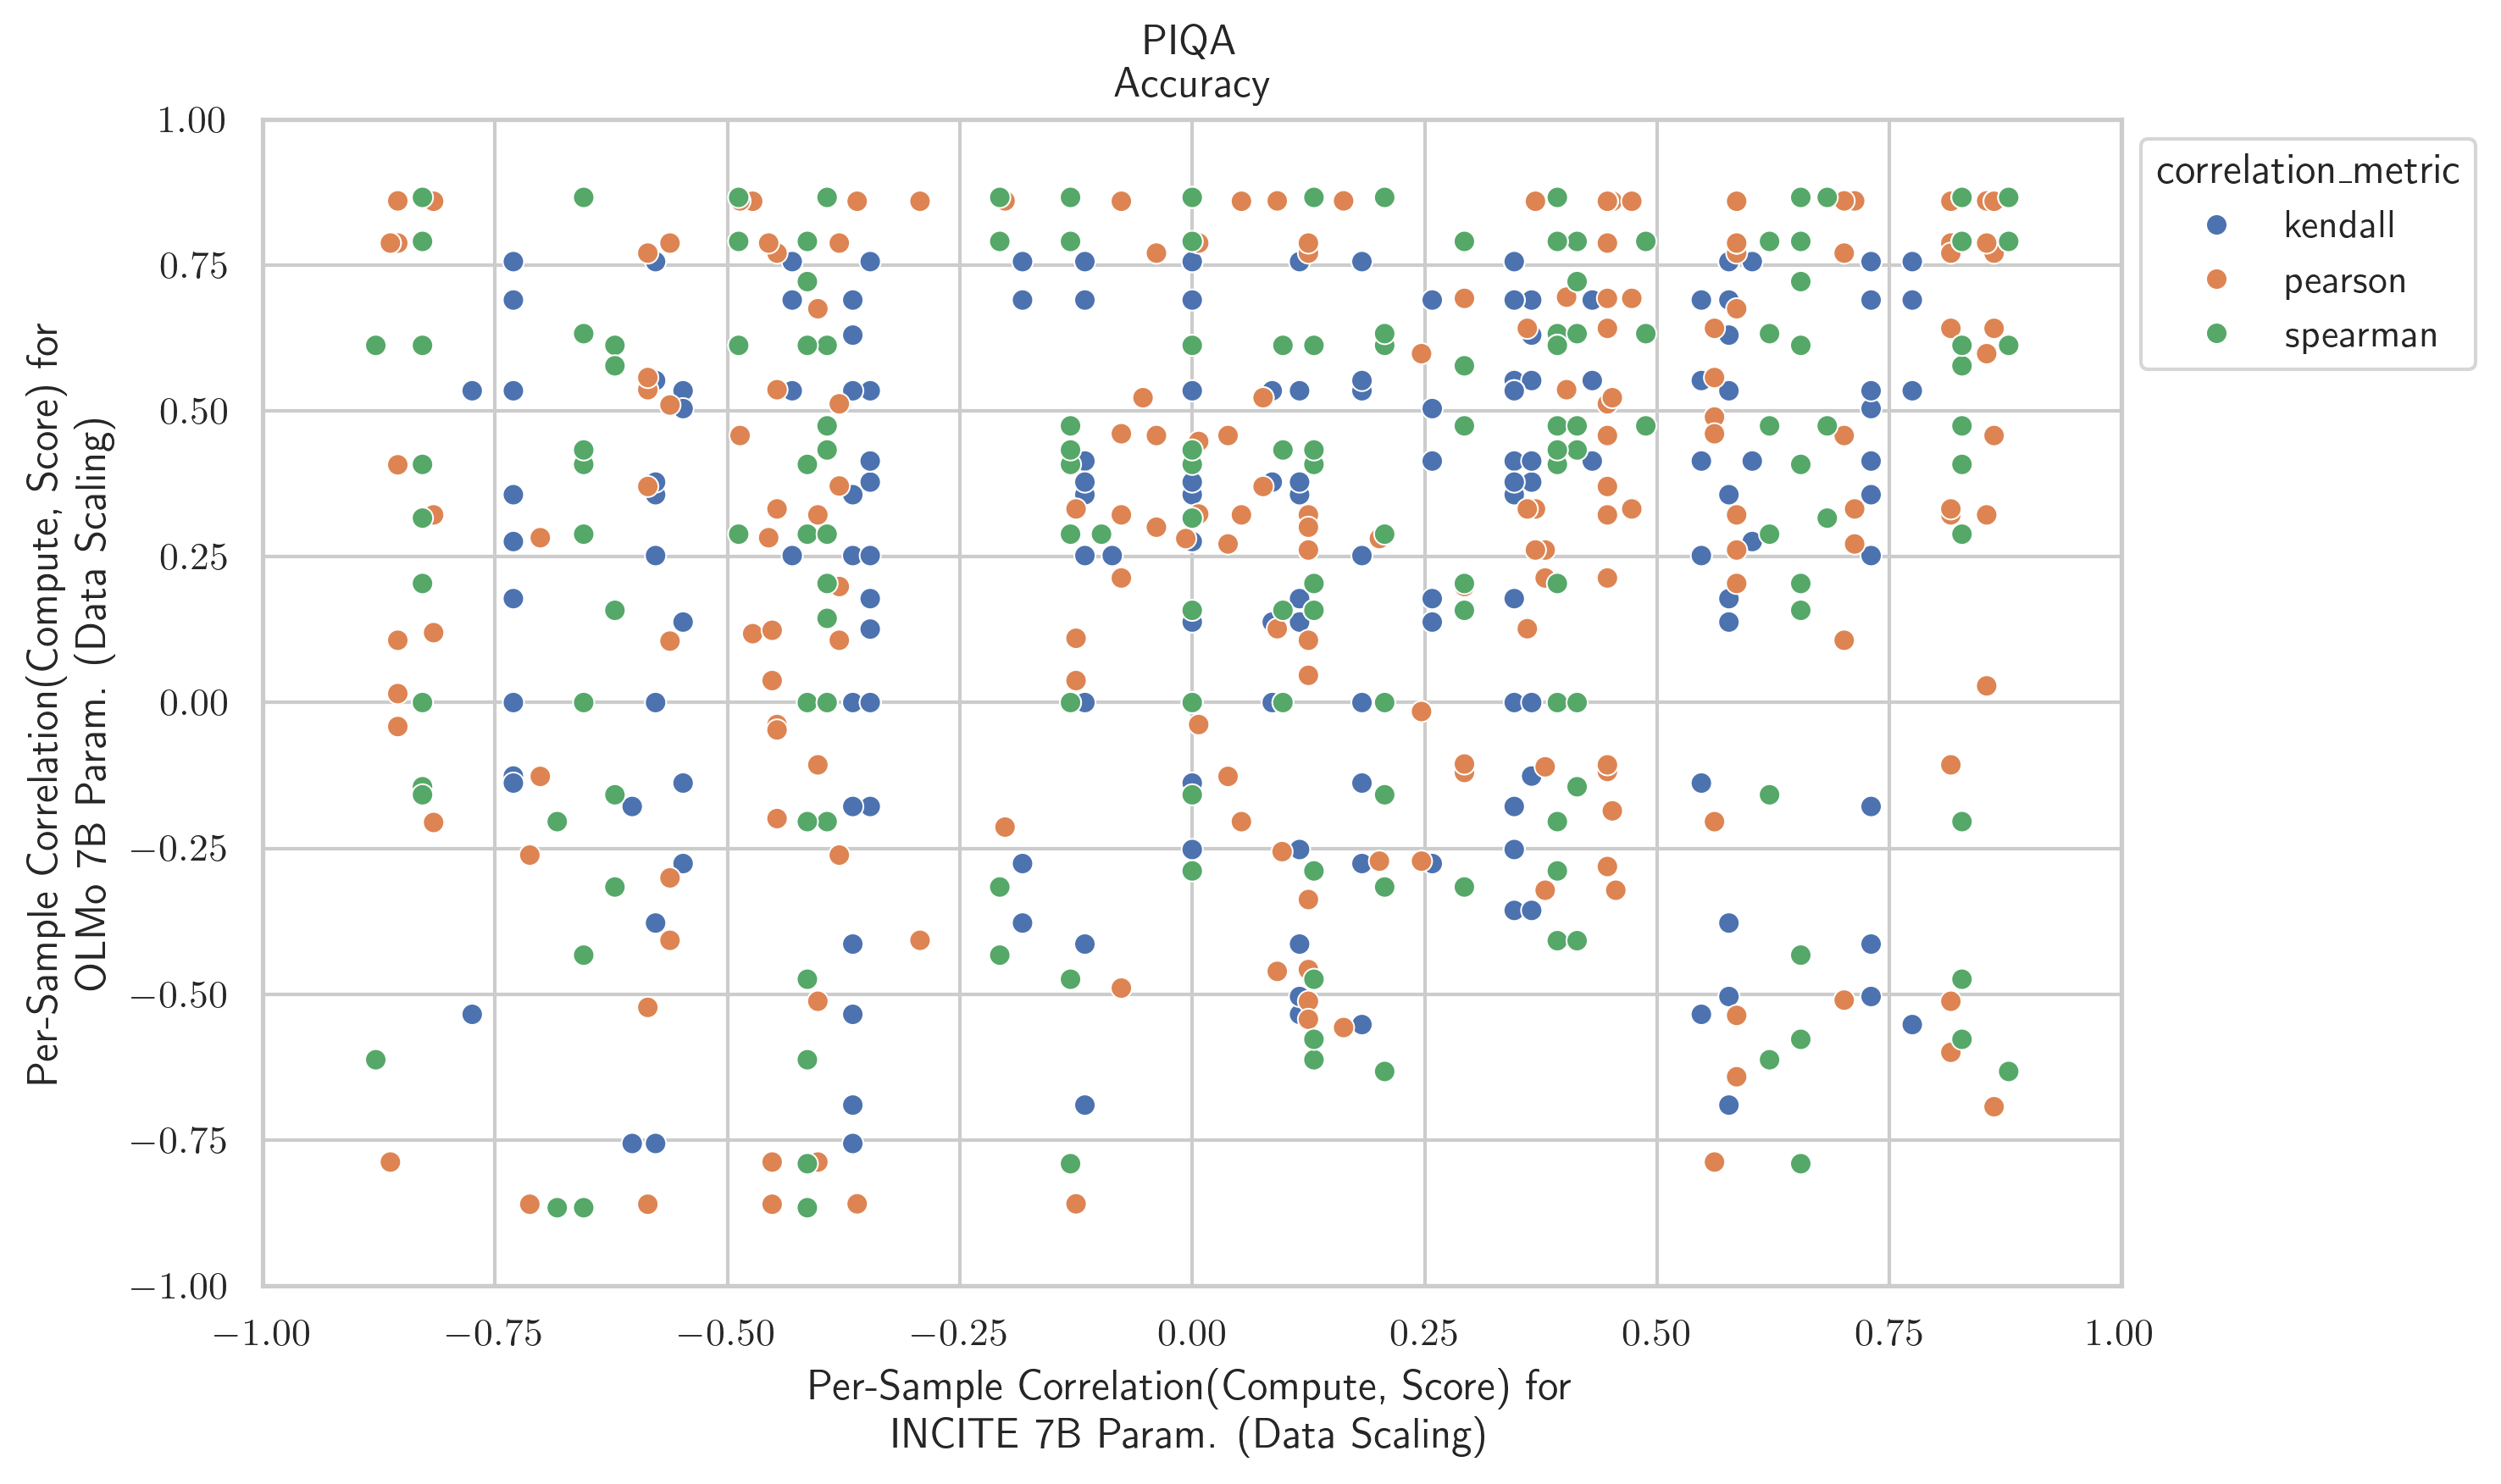 PIQA
Accuracy
1.00
0.75
0.50
0.25
0.00
−0.25
−0.50
−0.75
−1.00
Per-Sample Correlation(Compute, Score) for
OLMo 7B Param. (Data Scaling)
−1.00 −0.75 −0.50 −0.25 0.00 0.25 0.50 0.75 1.00
Per-Sample Correlation(Compute, Score) for
INCITE 7B Param. (Data Scaling)
correlation_metric
kendall
pearson
spearman